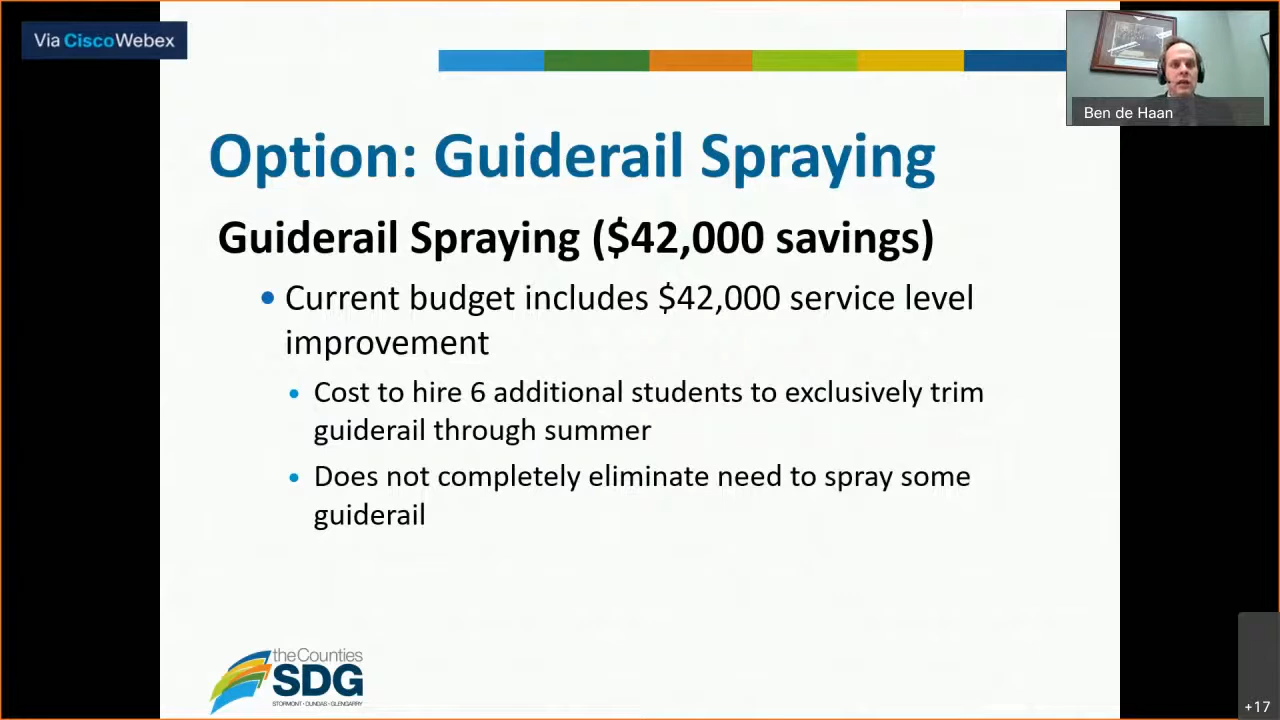 Via CiscoWebex
Ben de Haan
Option: Guiderail Spraying
Guiderail Spraying ($42,000 savings)
• Current budget includes $42,000 service level
improvement
• Cost to hire 6 additional students to exclusively trim
guiderail through summer
• Does not completely eliminate need to spray some
guiderail
theCounties
SDG
STORMONT • DUNDAS • GLENGARRY
+17